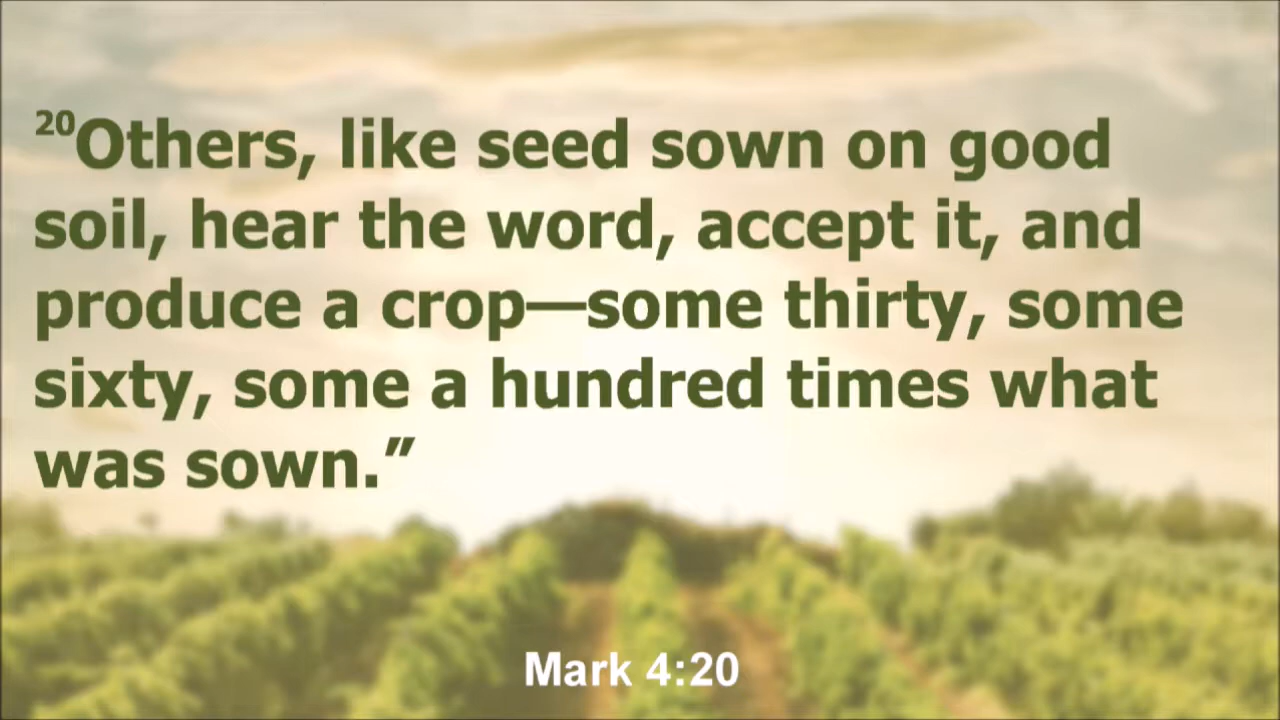 20Others, like seed sown on good
soil, hear the word, accept it, and
produce a crop—some thirty, some
sixty, some a hundred times what
was sown.”
Mark 4:20